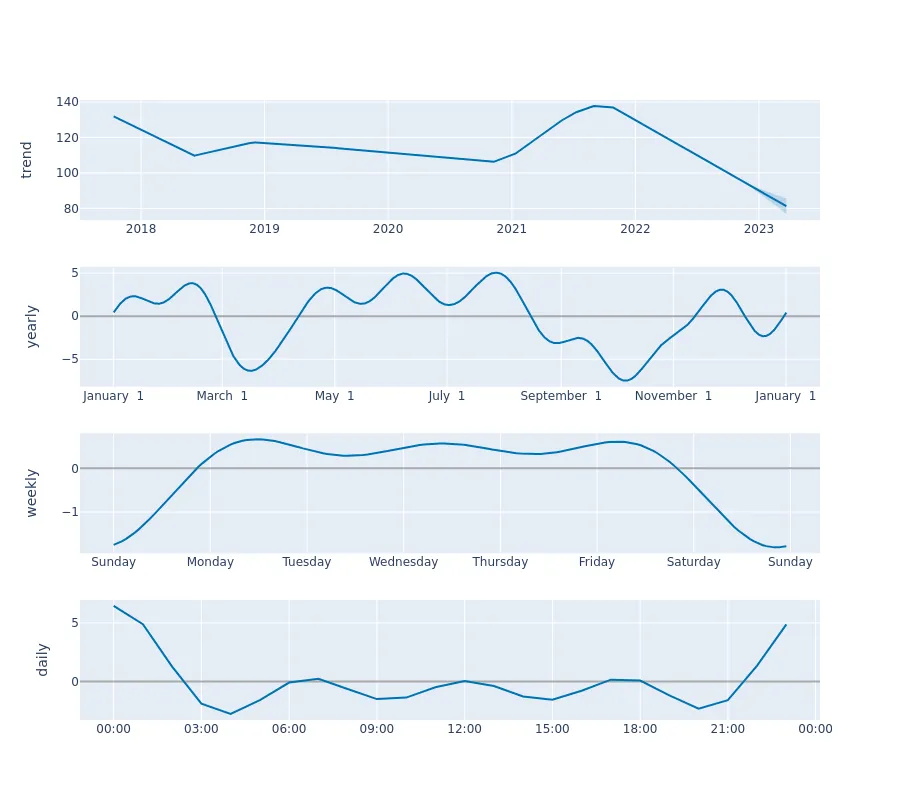 trend
140
120
100
80
2018 2019 2020 2021 2022 2023
yearly
5
0
−5
January 1 March 1 May 1 July 1 September 1 November 1 January 1
weekly
0
−1
Sunday Monday Tuesday Wednesday Thursday Friday Saturday Sunday
daily
5
0
00:00 03:00 06:00 09:00 12:00 15:00 18:00 21:00 00:00